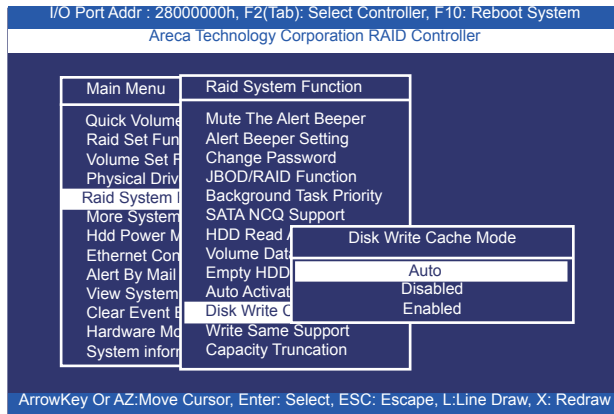 I/O Port Addr : 28000000h, F2(Tab): Select Controller, F10: Reboot System
Areca Technology Corporation RAID Controller
Main Menu
Quick Volume
Raid Set Fun
Volume Set F
Physical Driv
Raid System
More System
Hdd Power M
Ethernet Con
Alert By Mail
View System
Clear Event
Hardware Mo
System infor
Raid System Function
Mute The Alert Beeper
Alert Beeper Setting
Change Password
JBOD/RAID Function
Background Task Priority
SATA NCQ Support
HDD Read
Volume Dat
Empty HDD
Auto Activat
Disk Write C
Write Same Support
Capacity Truncation
Disk Write Cache Mode
Auto
Disabled
Enabled
ArrowKey Or AZ:Move Cursor, Enter: Select, ESC: Escape, L:Line Draw, X: Redraw